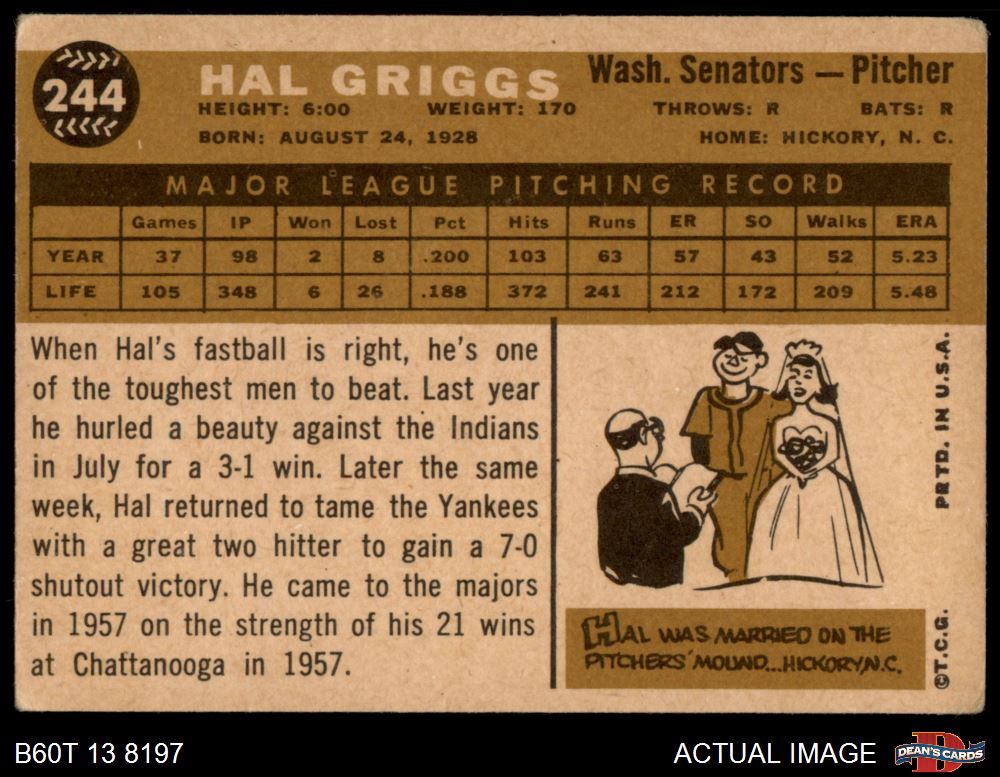 244
HAL GRIGGS
Wash. Senators — Pitcher
HEIGHT: 6:00 WEIGHT: 170 THROWS: R BATS: R
BORN: AUGUST 24, 1928 HOME: HICKORY, N. C.
MAJOR LEAGUE PITCHING RECORD
Games IP Won Lost Pct Hits Runs ER SO Walks ERA
YEAR 37 98 2 8 .200 103 63 57 43 52 5.23
LIFE 105 348 6 26 .188 372 241 212 172 209 5.48
When Hal's fastball is right, he's one
of the toughest men to beat. Last year
he hurled a beauty against the Indians
in July for a 3-1 win. Later the same
week, Hal returned to tame the Yankees
with a great two hitter to gain a 7-0
shutout victory. He came to the majors
in 1957 on the strength of his 21 wins
at Chattanooga in 1957.
HAL WAS MARRIED ON THE
PITCHERS' MOUND...HICKORY, N.C.
©T.C.G. PRTD. IN U.S.A.
B60T 13 8197
ACTUAL IMAGE
D
DEAN'S CARDS